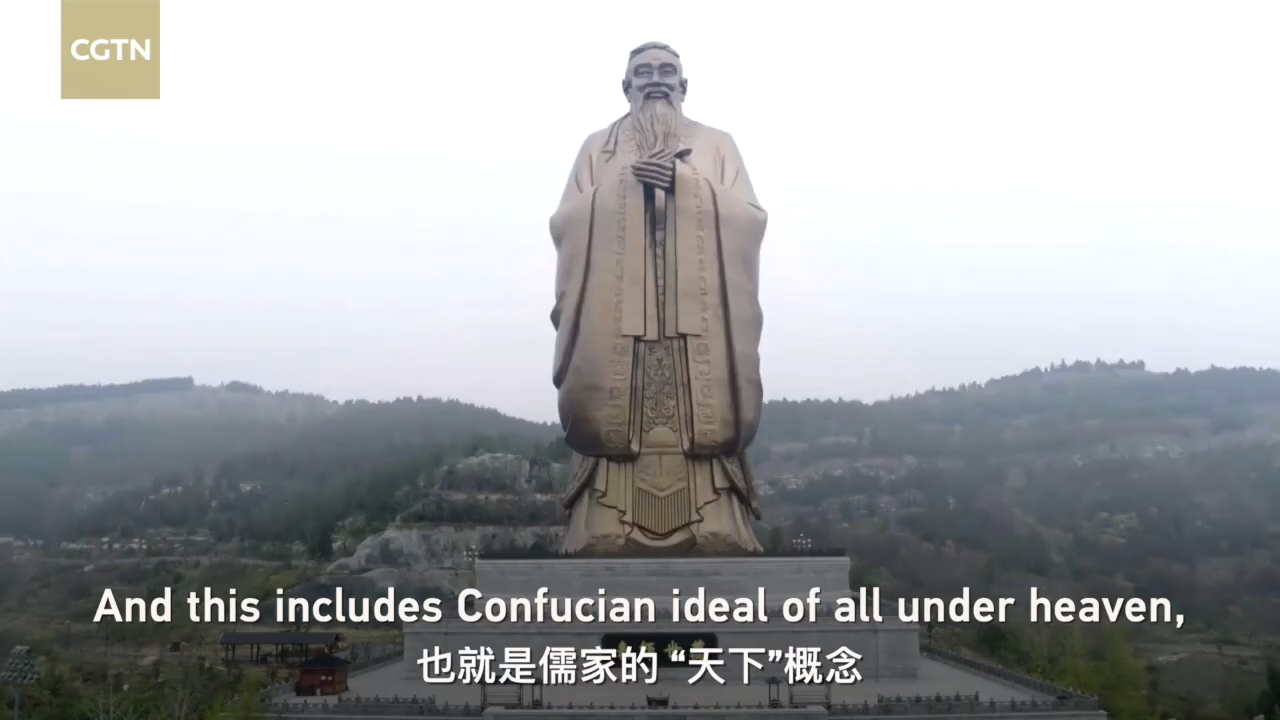 CGTN
And this includes Confucian ideal of all under heaven,
也就是儒家的 “天下”概念